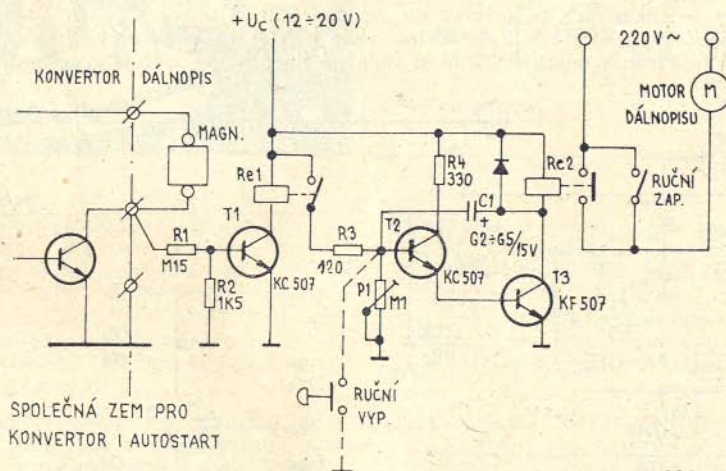 +U_C (12÷20 V)
220 V ~
KONVERTOR
DÁLNOPIS
MAGN.
MOTOR
DÁLNOPISU
M
Re1
T1
R1
M15
R2
1K5
KC 507
R3
120
R4
330
C1
+
G2÷G5/15V
T2
KC 507
P1
M1
Re2
T3
KF 507
RUČNÍ
ZAP.
RUČNÍ
VYP.
SPOLEČNÁ ZEM PRO
KONVERTOR I AUTOSTART